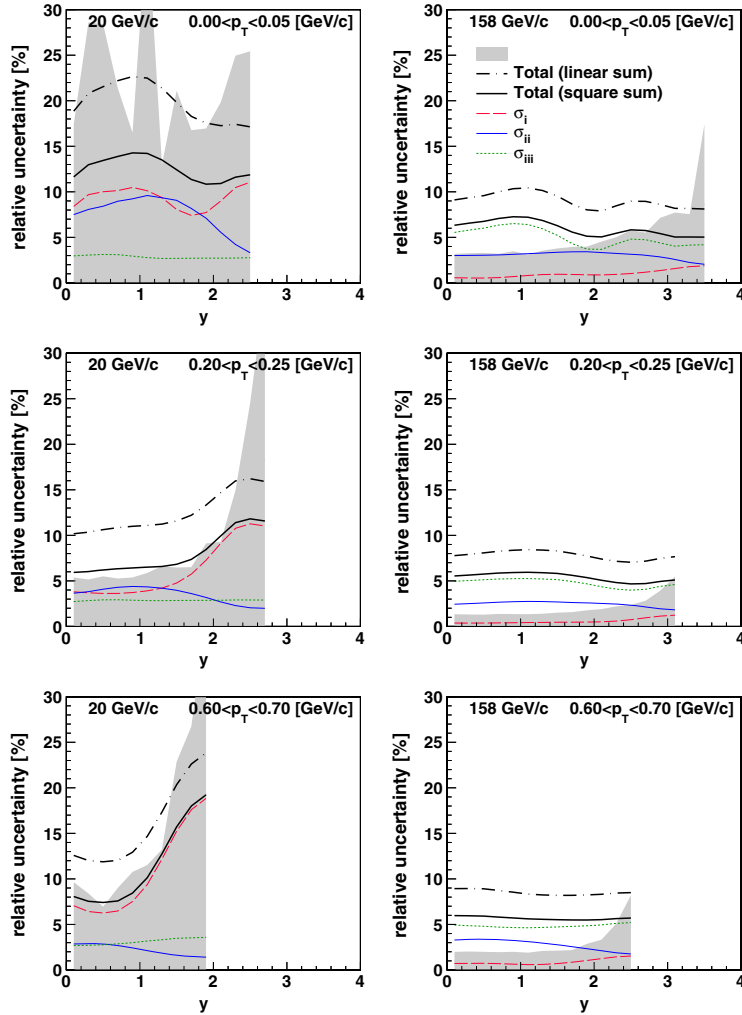 20 GeV/c 0.00<p_T<0.05 [GeV/c]
relative uncertainty [%]
30
25
20
15
10
5
0
0 1 2 3 4
y
158 GeV/c 0.00<p_T<0.05 [GeV/c]
Total (linear sum)
Total (square sum)
σ_i
σ_ii
σ_iii
relative uncertainty [%]
30
25
20
15
10
5
0
0 1 2 3 4
y
20 GeV/c 0.20<p_T<0.25 [GeV/c]
relative uncertainty [%]
30
25
20
15
10
5
0
0 1 2 3 4
y
158 GeV/c 0.20<p_T<0.25 [GeV/c]
relative uncertainty [%]
30
25
20
15
10
5
0
0 1 2 3 4
y
20 GeV/c 0.60<p_T<0.70 [GeV/c]
relative uncertainty [%]
30
25
20
15
10
5
0
0 1 2 3 4
y
158 GeV/c 0.60<p_T<0.70 [GeV/c]
relative uncertainty [%]
30
25
20
15
10
5
0
0 1 2 3 4
y